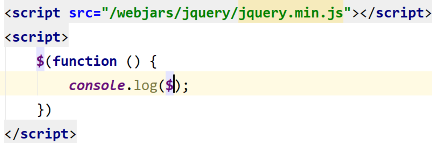 <script src="/webjars/jquery/jquery.min.js"></script>
<script>
$(function () {
console.log($);
})
</script>